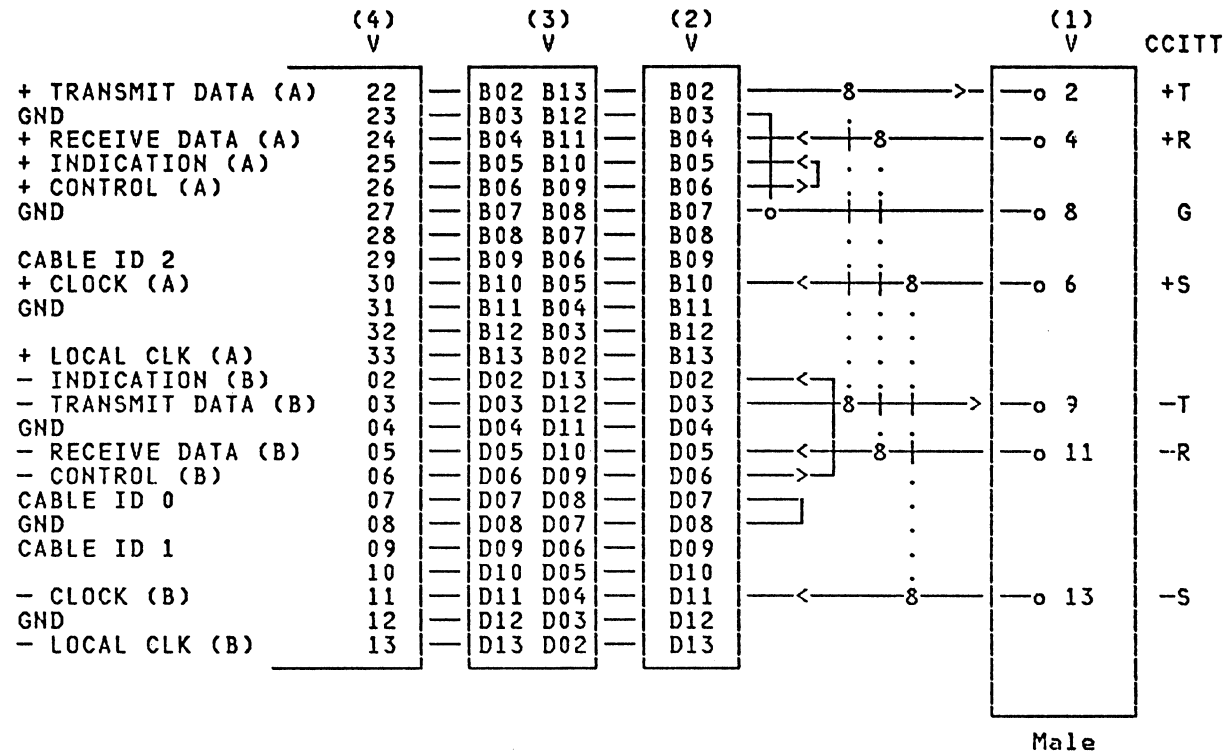 (4) (3) (2) (1)
V V V V CCITT
+ TRANSMIT DATA (A) 22 B02 B13 B02 8 > o 2 +T
GND 23 B03 B12 B03
+ RECEIVE DATA (A) 24 B04 B11 B04 < 8 o 4 +R
+ INDICATION (A) 25 B05 B10 B05 <
+ CONTROL (A) 26 B06 B09 B06 >
GND 27 B07 B08 B07 o o 8 G
28 B08 B07 B08
CABLE ID 2 29 B09 B06 B09
+ CLOCK (A) 30 B10 B05 B10 < 8 o 6 +S
GND 31 B11 B04 B11
32 B12 B03 B12
+ LOCAL CLK (A) 33 B13 B02 B13
- INDICATION (B) 02 D02 D13 D02 <
- TRANSMIT DATA (B) 03 D03 D12 D03 8 > o 9 -T
GND 04 D04 D11 D04
- RECEIVE DATA (B) 05 D05 D10 D05 < 8 o 11 -R
- CONTROL (B) 06 D06 D09 D06 >
CABLE ID 0 07 D07 D08 D07
GND 08 D08 D07 D08
CABLE ID 1 09 D09 D06 D09
10 D10 D05 D10
- CLOCK (B) 11 D11 D04 D11 < 8 o 13 -S
GND 12 D12 D03 D12
- LOCAL CLK (B) 13 D13 D02 D13
Male